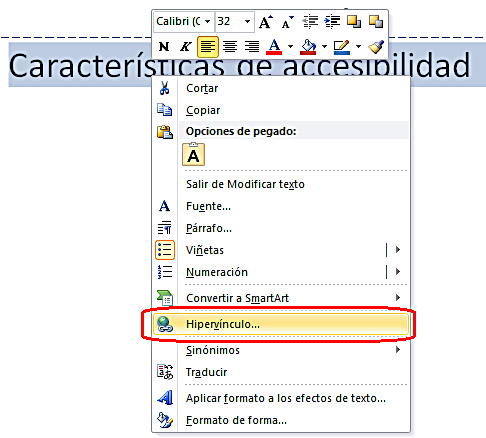 Calibri (C 32 A A
N K A
Características de accesibilidad
Cortar
Copiar
Opciones de pegado:
A
Salir de Modificar texto
A Fuente...
Párrafo...
Viñetas
Numeración
Convertir a SmartArt
Hipervínculo...
Sinónimos
Traducir
Aplicar formato a los efectos de texto...
Formato de forma...